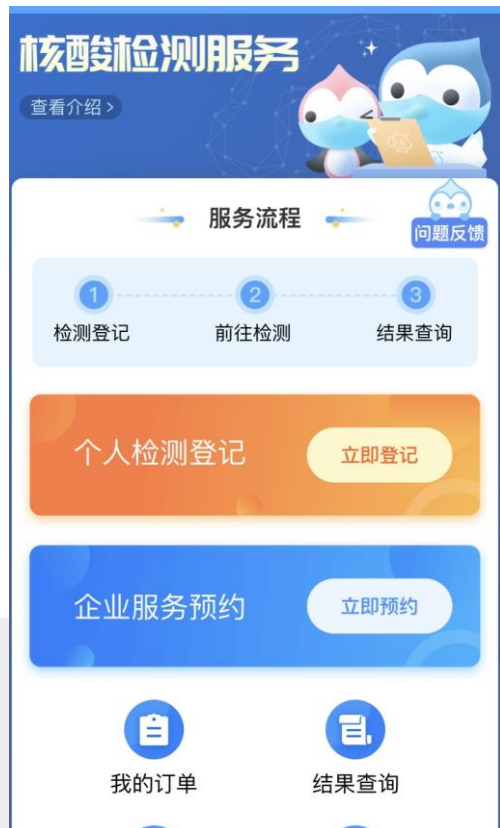 核酸检测服务
查看介绍 >
服务流程
问题反馈
1
2
3
检测登记
前往检测
结果查询
个人检测登记
立即登记
企业服务预约
立即预约
我的订单
结果查询